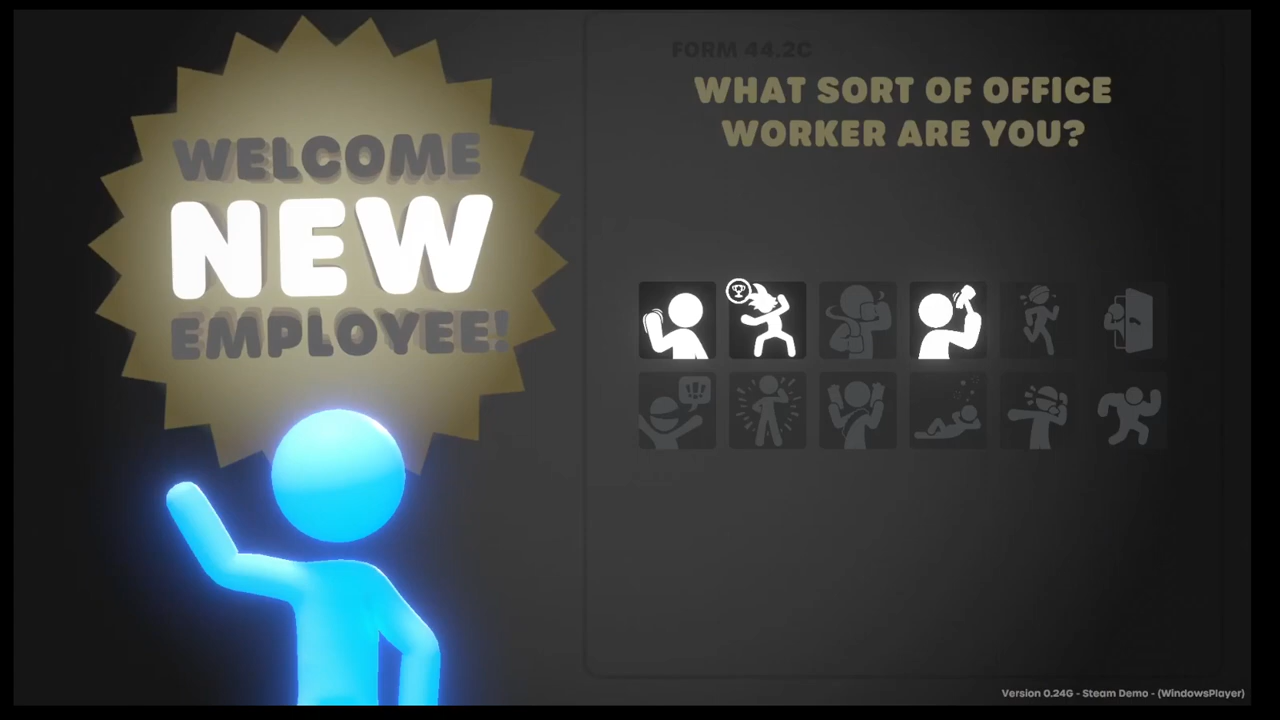 WELCOME
NEW
EMPLOYEE!
FORM 44.2C
WHAT SORT OF OFFICE
WORKER ARE YOU?
!!!
Version 0.24G - Steam Demo - (WindowsPlayer)